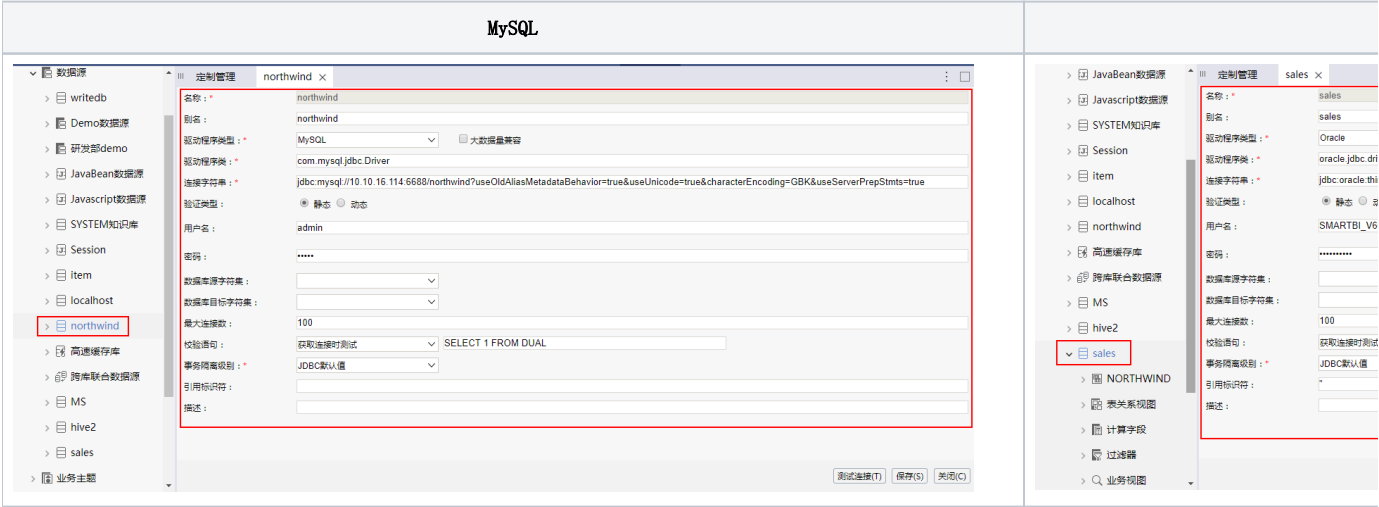 MySQL
数据源
writedb
Demo数据源
研发部demo
JavaBean数据源
Javascript数据源
SYSTEM知识库
Session
item
localhost
northwind
高速缓存库
跨库联合数据源
MS
hive2
sales
业务主题
定制管理 northwind ×
名称：* northwind
别名： northwind
驱动程序类型：* MySQL 大数据量兼容
驱动程序类：* com.mysql.jdbc.Driver
连接字符串：* jdbc:mysql://10.10.16.114:6688/northwind?useOldAliasMetadataBehavior=true&useUnicode=true&characterEncoding=GBK&useServerPrepStmts=true
验证类型： 静态 动态
用户名： admin
密码： •••••
数据库源字符集：
数据库目标字符集：
最大连接数： 100
校验语句： 获取连接时测试 SELECT 1 FROM DUAL
事务隔离级别：* JDBC默认值
引用标识符：
描述：
测试连接(T) 保存(S) 关闭(C)
JavaBean数据源
Javascript数据源
SYSTEM知识库
Session
item
localhost
northwind
高速缓存库
跨库联合数据源
MS
hive2
sales
NORTHWIND
表关系视图
计算字段
过滤器
业务视图
定制管理 sales ×
名称：* sales
别名： sales
驱动程序类型：* Oracle
驱动程序类：* oracle.jdbc.dri
连接字符串：* jdbc:oracle:thi
验证类型： 静态
用户名： SMARTBI_V6
密码： ••••••••••
数据库源字符集：
数据库目标字符集：
最大连接数： 100
校验语句： 获取连接时测试
事务隔离级别：* JDBC默认值
引用标识符： "
描述：